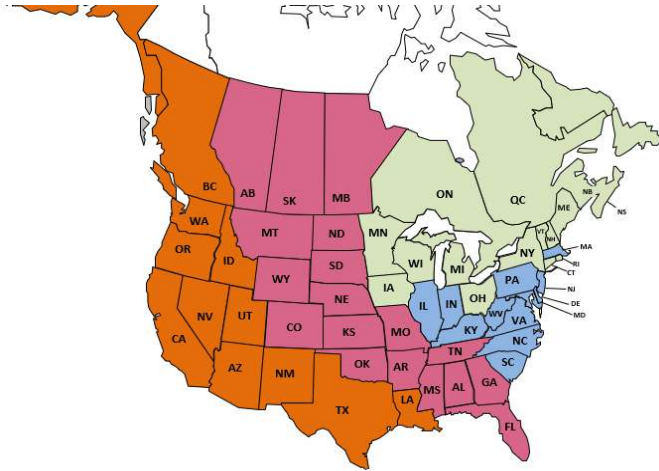 BC
AB
SK
MB
ON
QC
NB
NS
ME
WA
MT
ND
MN
VT
NH
MA
OR
ID
WY
SD
WI
MI
NY
RI
CT
NV
UT
NE
IA
IL
IN
OH
PA
NJ
DE
MD
CA
CO
KS
MO
KY
WV
VA
AZ
NM
OK
AR
TN
NC
SC
TX
LA
MS
AL
GA
FL